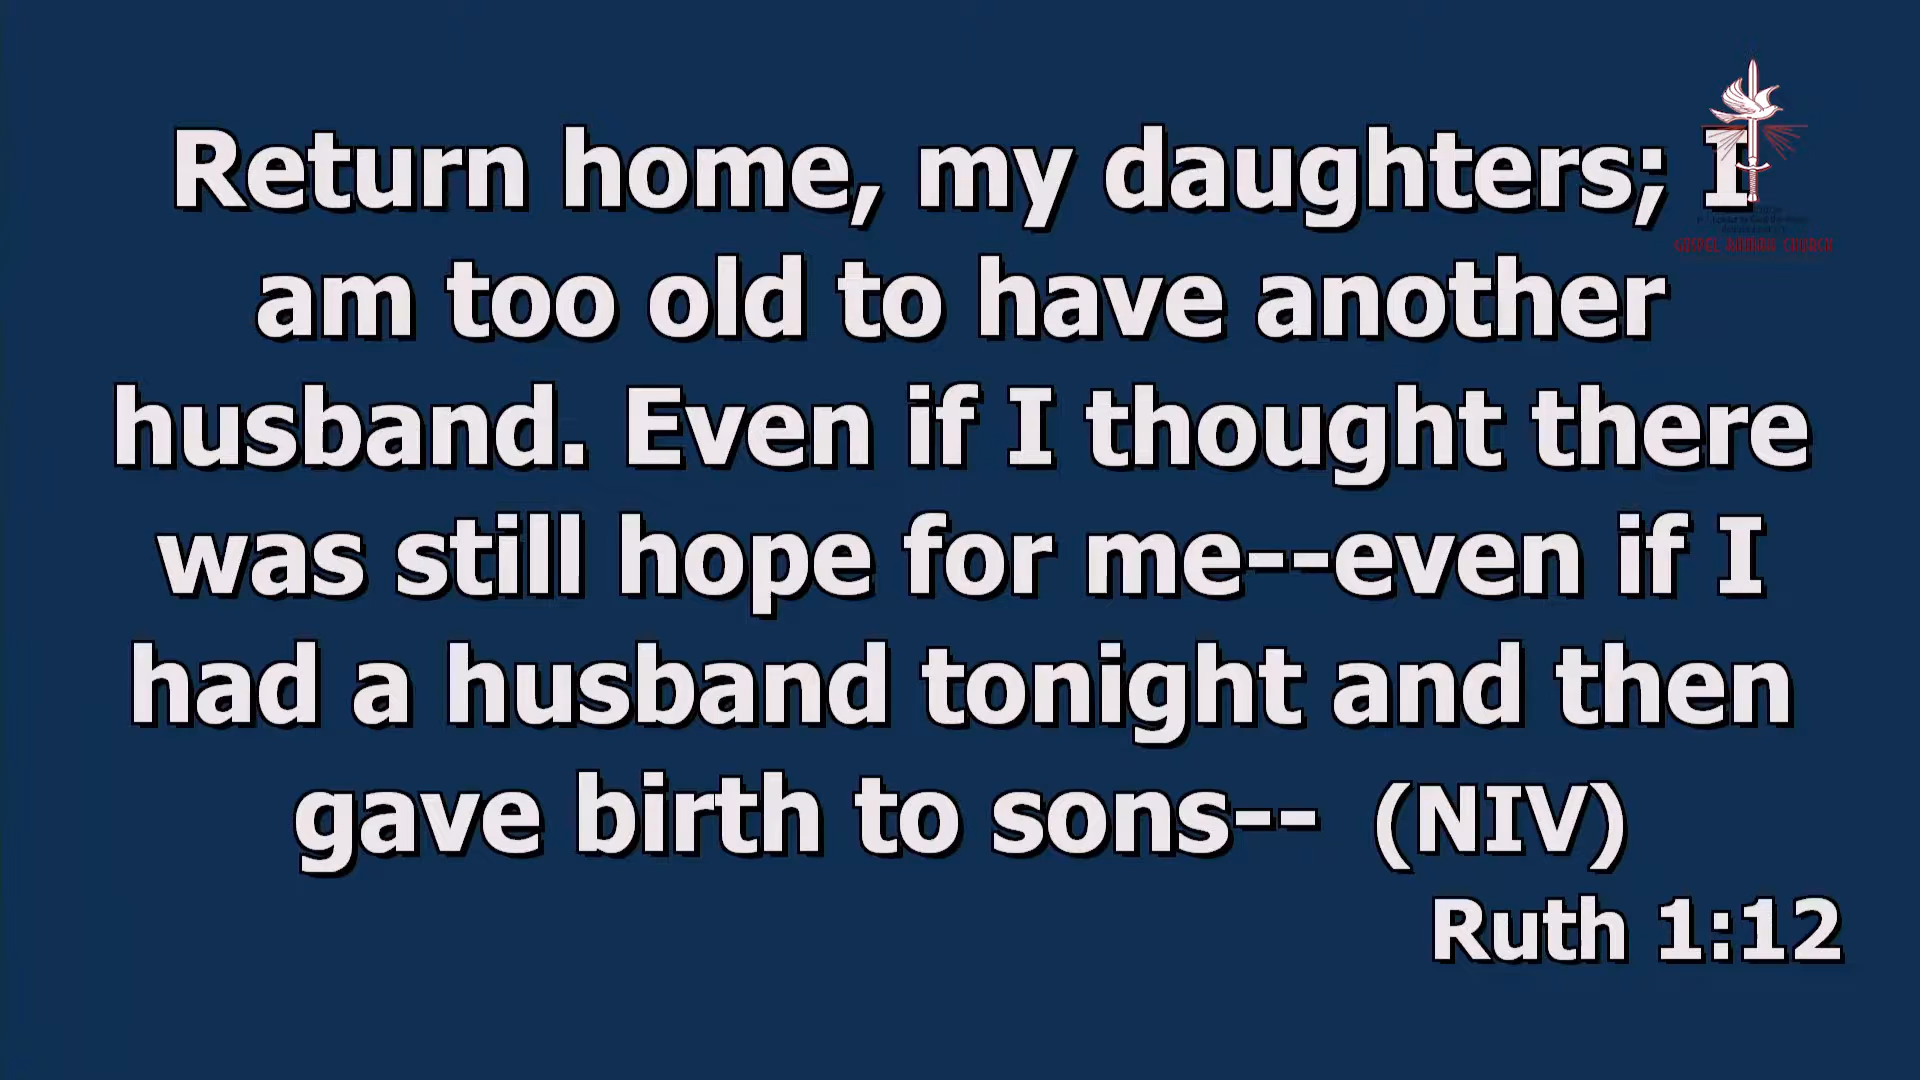 Return home, my daughters; I
am too old to have another
husband. Even if I thought there
was still hope for me--even if I
had a husband tonight and then
gave birth to sons-- (NIV)
Ruth 1:12
GOSPEL CHURCH